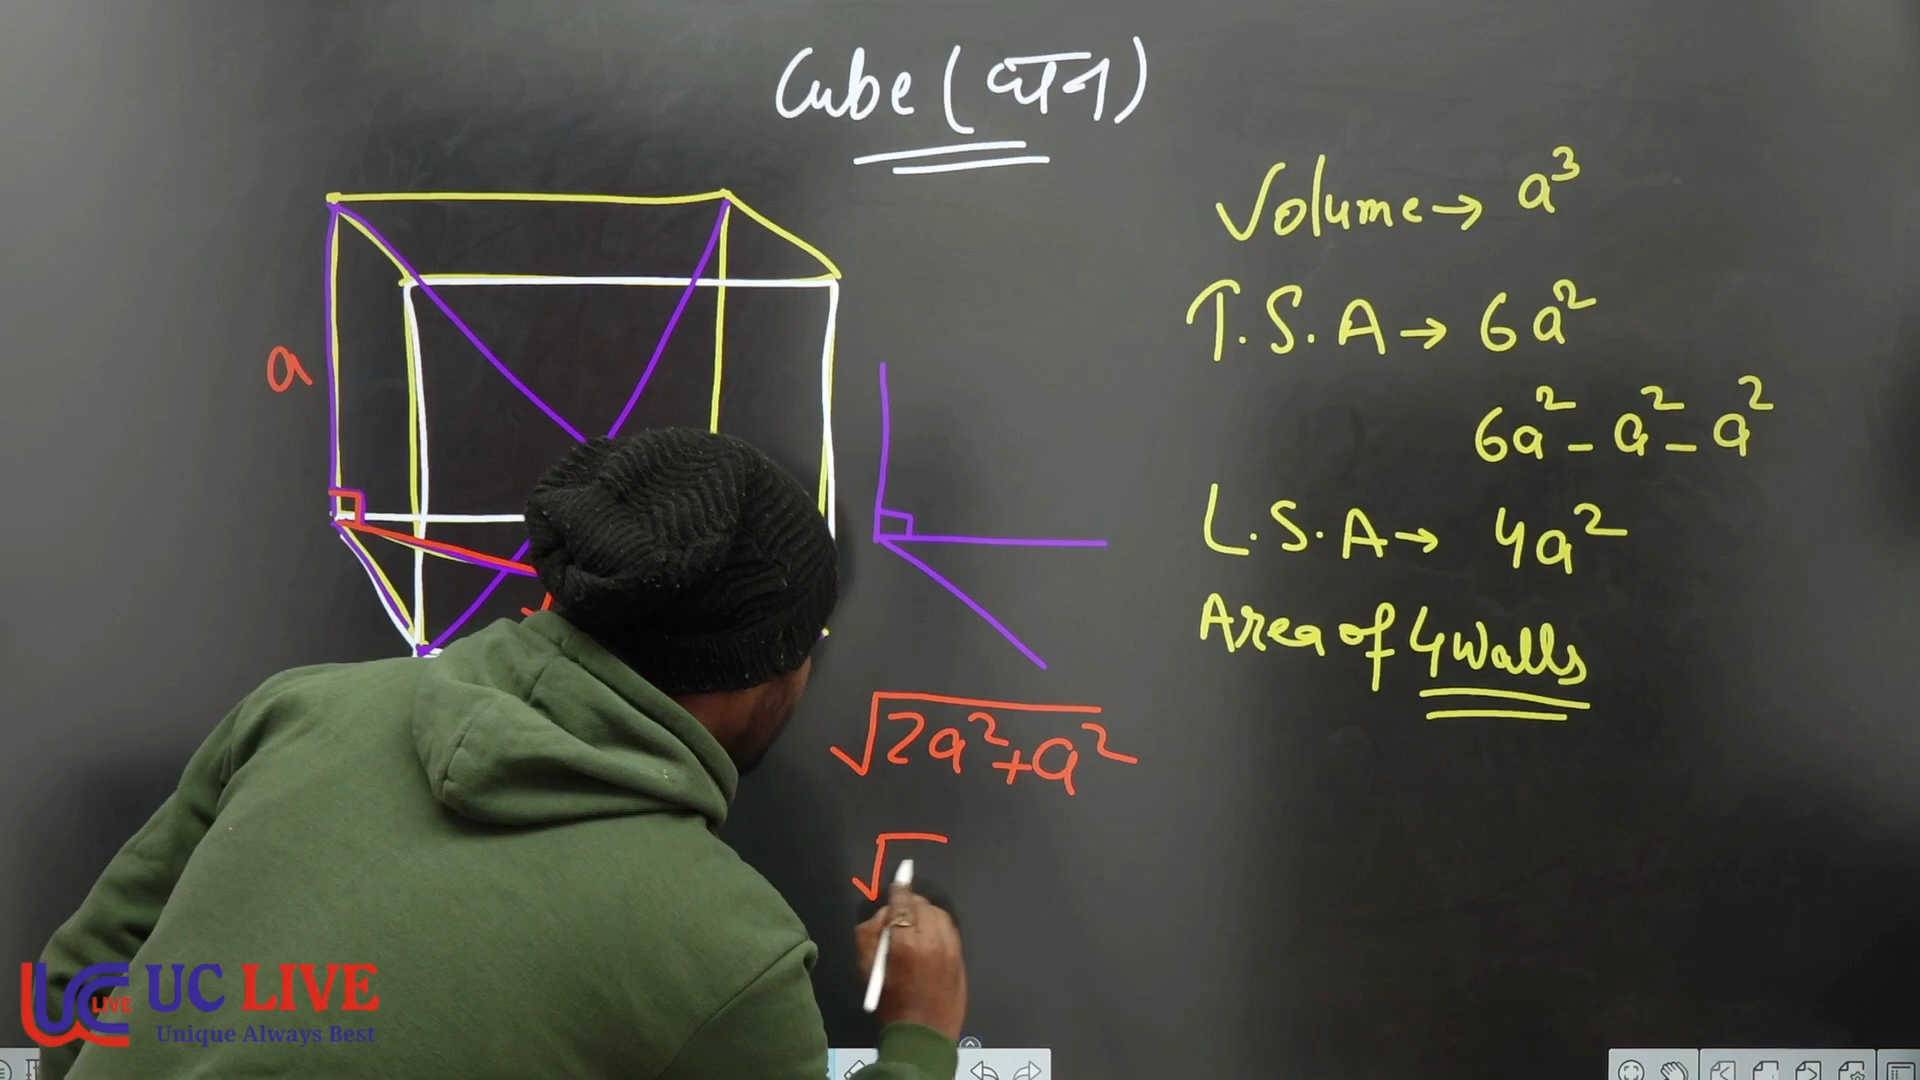 Cube (घन)
Volume → a³
T.S.A → 6a²
6a² - a² - a²
L.S.A → 4a²
Area of 4 walls
a
√2a²+a²
√
UC LIVE
LIVE
Unique Always Best